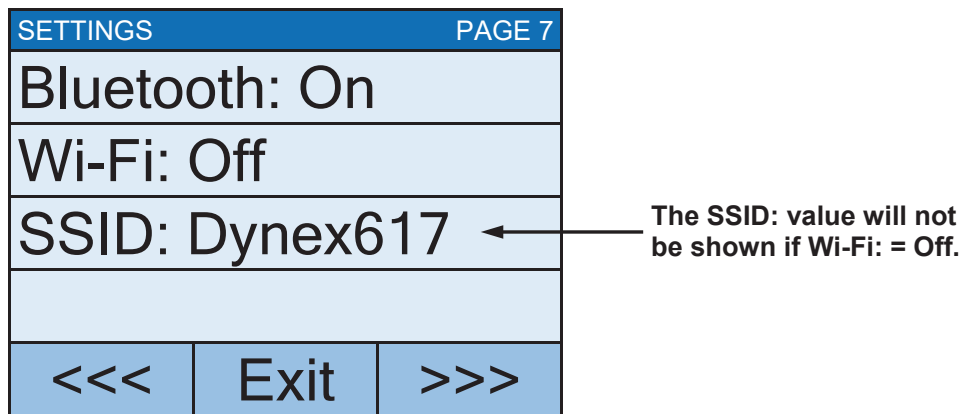 SETTINGS PAGE 7
Bluetooth: On
Wi-Fi: Off
SSID: Dynex617
The SSID: value will not
be shown if Wi-Fi: = Off.
<<< Exit >>>